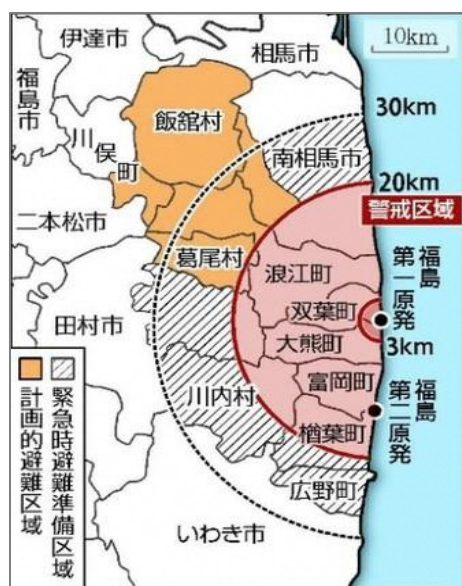 伊達市
相馬市
10km
福島市
川俣町
飯舘村
30km
南相馬市
20km
警戒区域
二本松市
葛尾村
浪江町
福島第一原発
双葉町
田村市
大熊町
3km
富岡町
川内村
福島第二原発
楢葉町
広野町
いわき市
緊急時避難準備区域
計画的避難区域